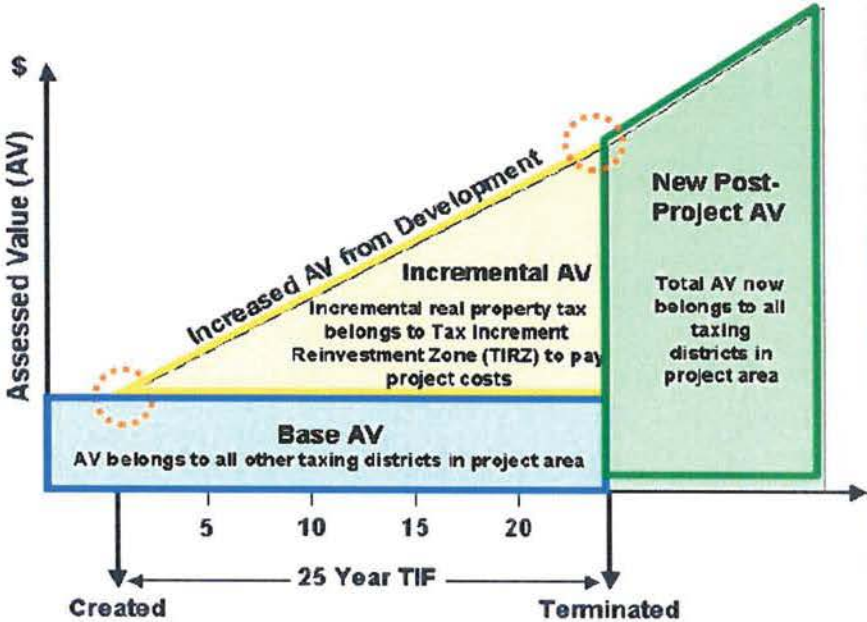 $
Assessed Value (AV)
Increased AV from Development
Incremental AV
Incremental real property tax
belongs to Tax Increment
Reinvestment Zone (TIRZ) to pay
project costs
New Post-
Project AV
Total AV now
belongs to all
taxing
districts in
project area
Base AV
AV belongs to all other taxing districts in project area
5 10 15 20
25 Year TIF
Created
Terminated